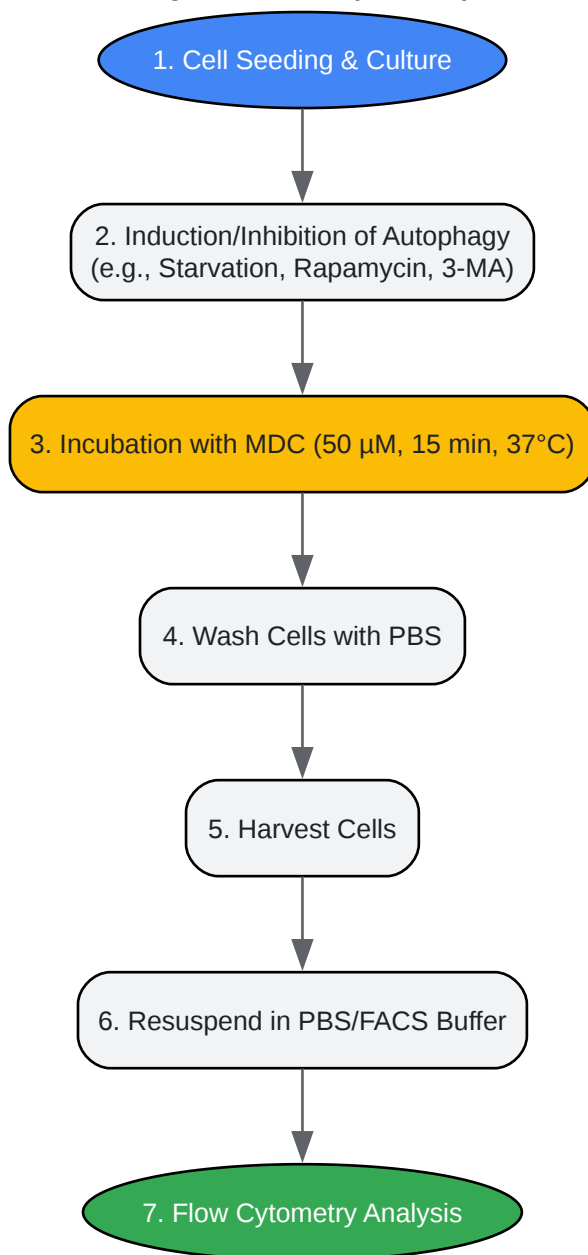 1. Cell Seeding & Culture
2. Induction/Inhibition of Autophagy
(e.g., Starvation, Rapamycin, 3-MA)
3. Incubation with MDC (50 µM, 15 min, 37°C)
4. Wash Cells with PBS
5. Harvest Cells
6. Resuspend in PBS/FACS Buffer
7. Flow Cytometry Analysis